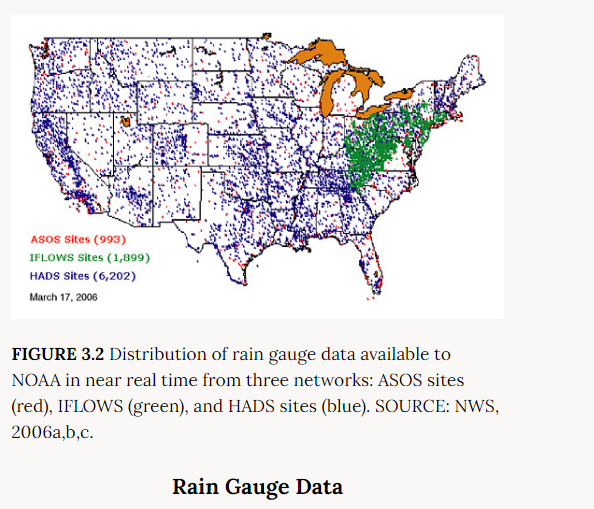 ASOS Sites (993)
IFLOWS Sites (1,899)
HADS Sites (6,202)
March 17, 2006
FIGURE 3.2 Distribution of rain gauge data available to
NOAA in near real time from three networks: ASOS sites
(red), IFLOWS (green), and HADS sites (blue). SOURCE: NWS,
2006a,b,c.
Rain Gauge Data